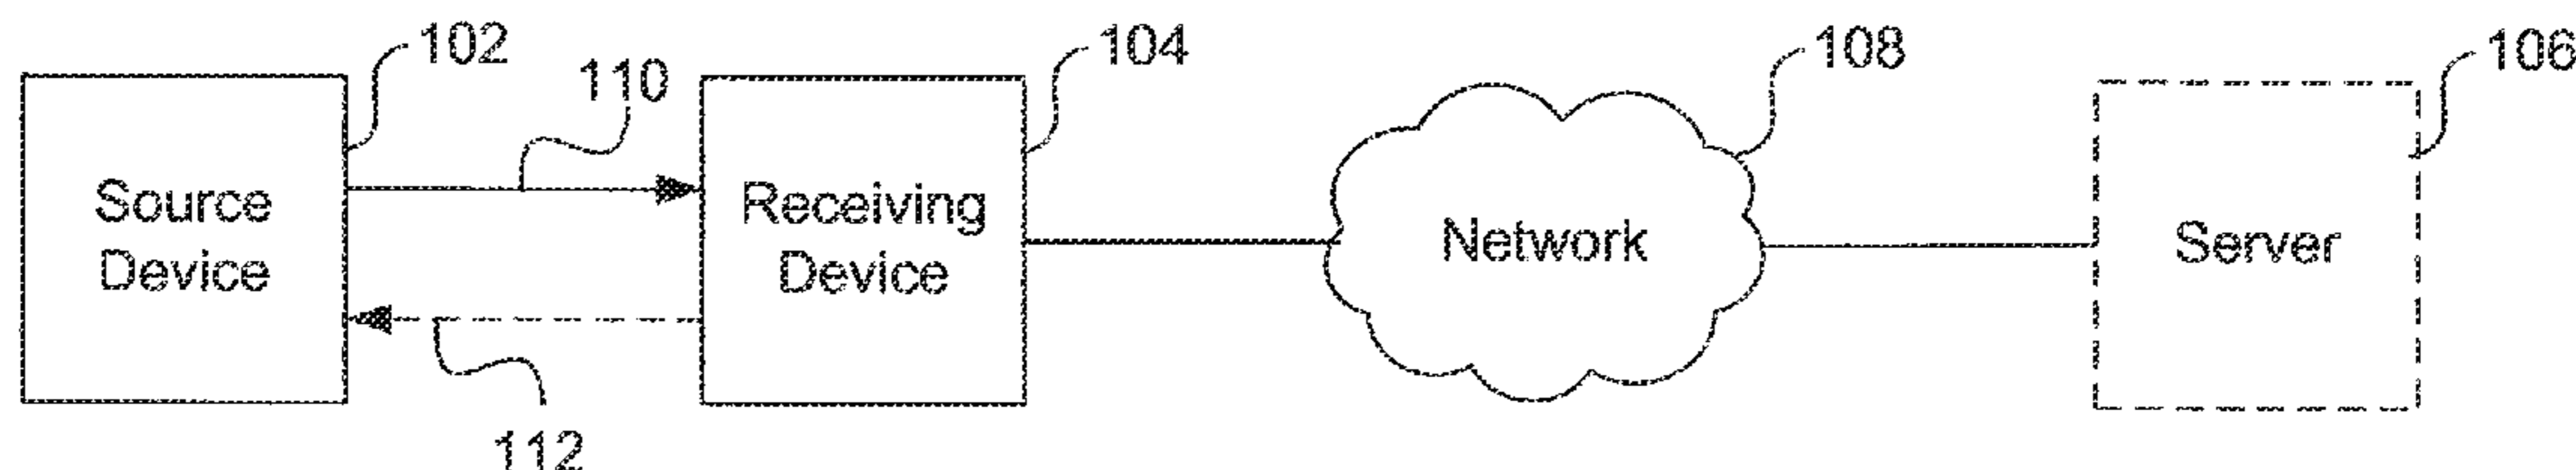 102
110
104
108
106
Source
Device
Receiving
Device
Network
Server
112